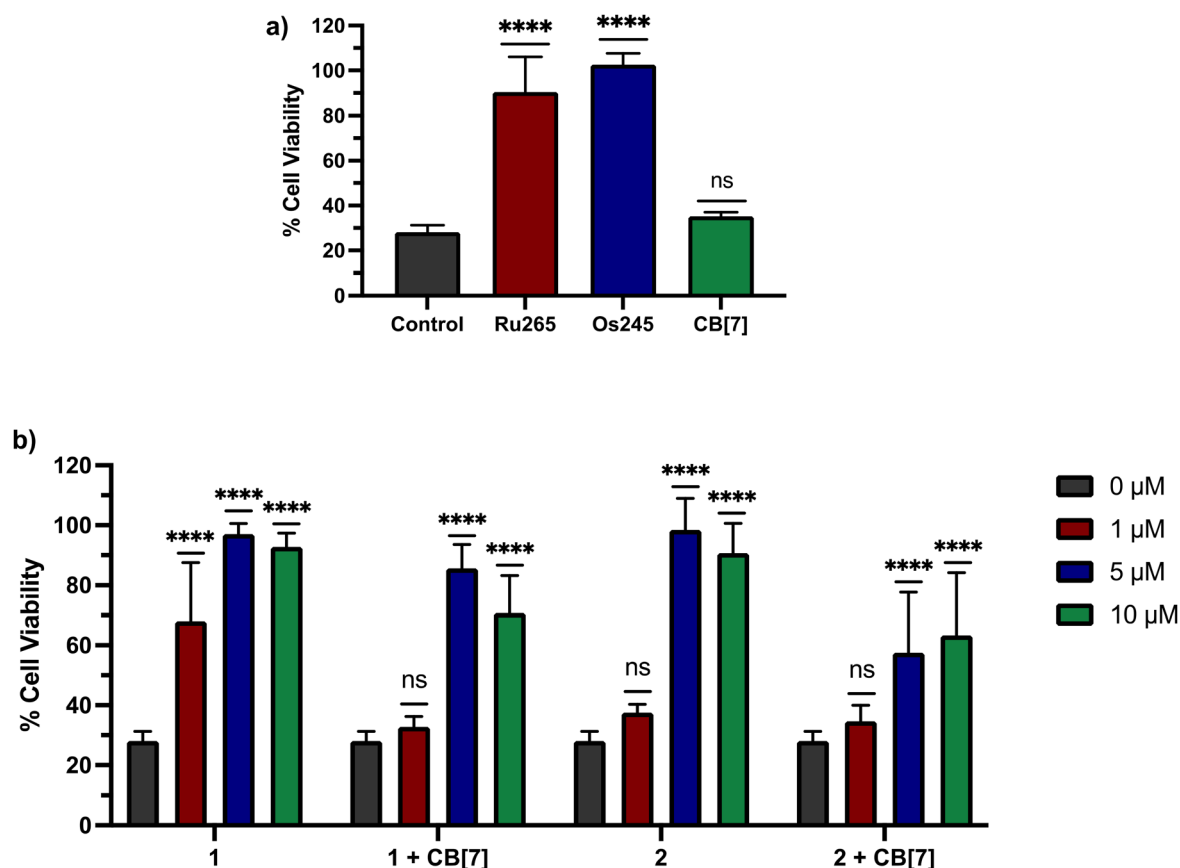 a)
% Cell Viability
120
100
80
60
40
20
0
**** **** ns
Control Ru265 Os245 CB[7]
b)
% Cell Viability
120
100
80
60
40
20
0
**** **** ****
ns **** ****
ns **** ****
ns **** ****
1 1 + CB[7] 2 2 + CB[7]
0 µM
1 µM
5 µM
10 µM